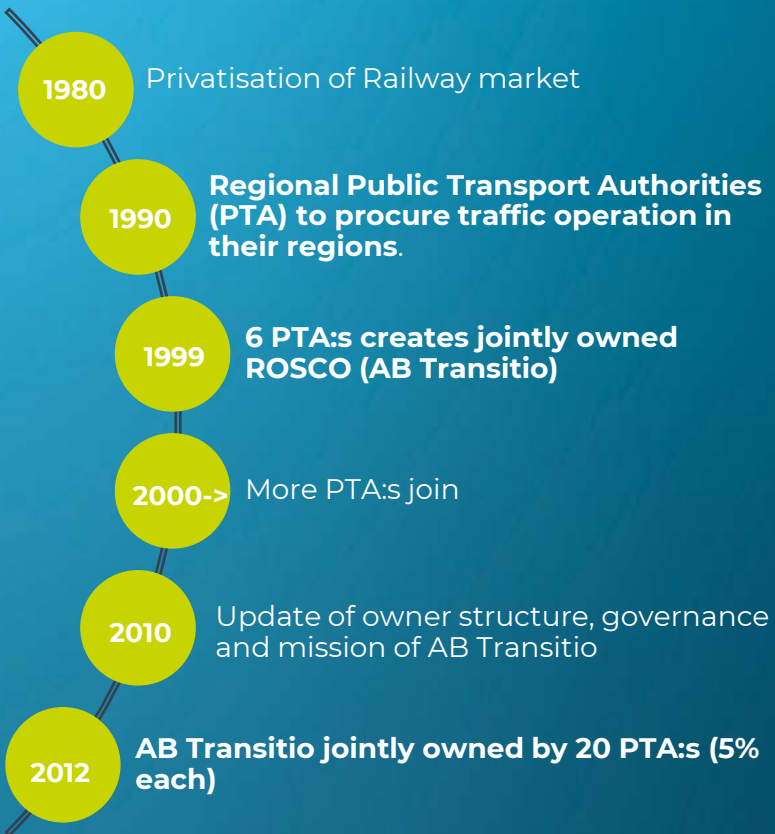 1980
Privatisation of Railway market
1990
Regional Public Transport Authorities
(PTA) to procure traffic operation in
their regions.
1999
6 PTA:s creates jointly owned
ROSCO (AB Transitio)
2000->
More PTA:s join
2010
Update of owner structure, governance
and mission of AB Transitio
2012
AB Transitio jointly owned by 20 PTA:s (5%
each)